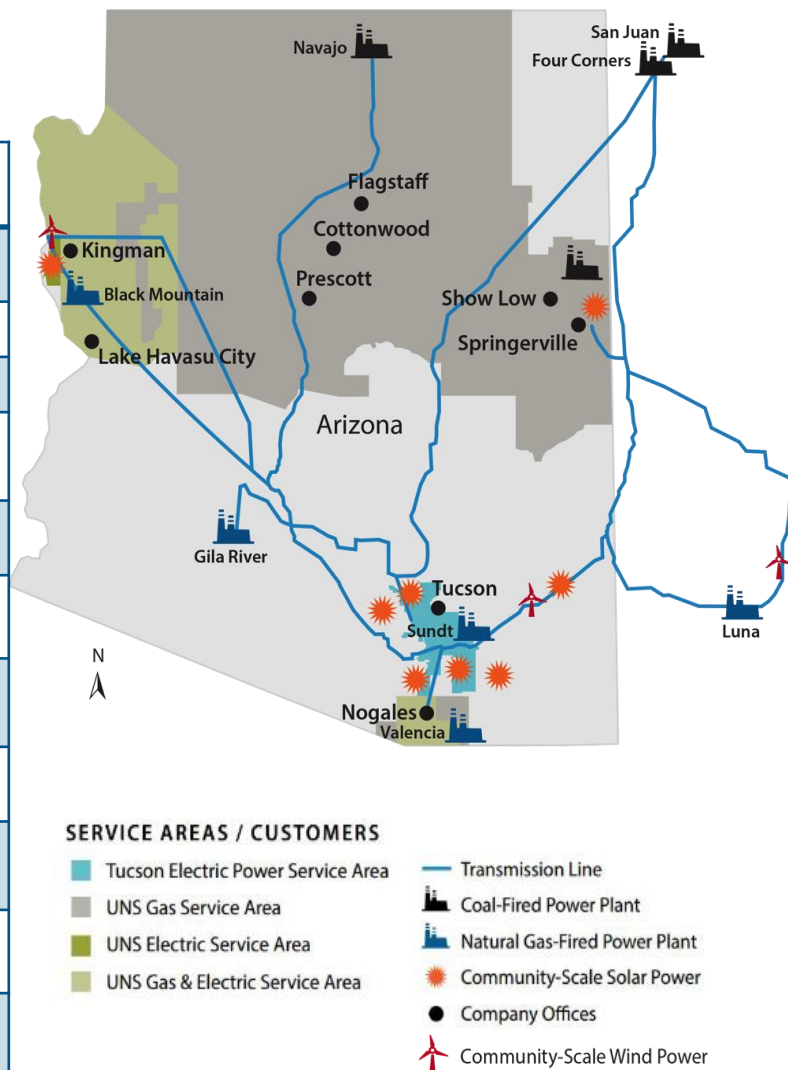 San Juan
Navajo
Four Corners
Flagstaff
Cottonwood
Kingman
Prescott
Black Mountain
Show Low
Springerville
Lake Havasu City
Arizona
Gila River
Tucson
Sundt
Luna
N
Nogales
Valencia
SERVICE AREAS / CUSTOMERS
Tucson Electric Power Service Area
UNS Gas Service Area
UNS Electric Service Area
UNS Gas & Electric Service Area
Transmission Line
Coal-Fired Power Plant
Natural Gas-Fired Power Plant
Community-Scale Solar Power
Company Offices
Community-Scale Wind Power